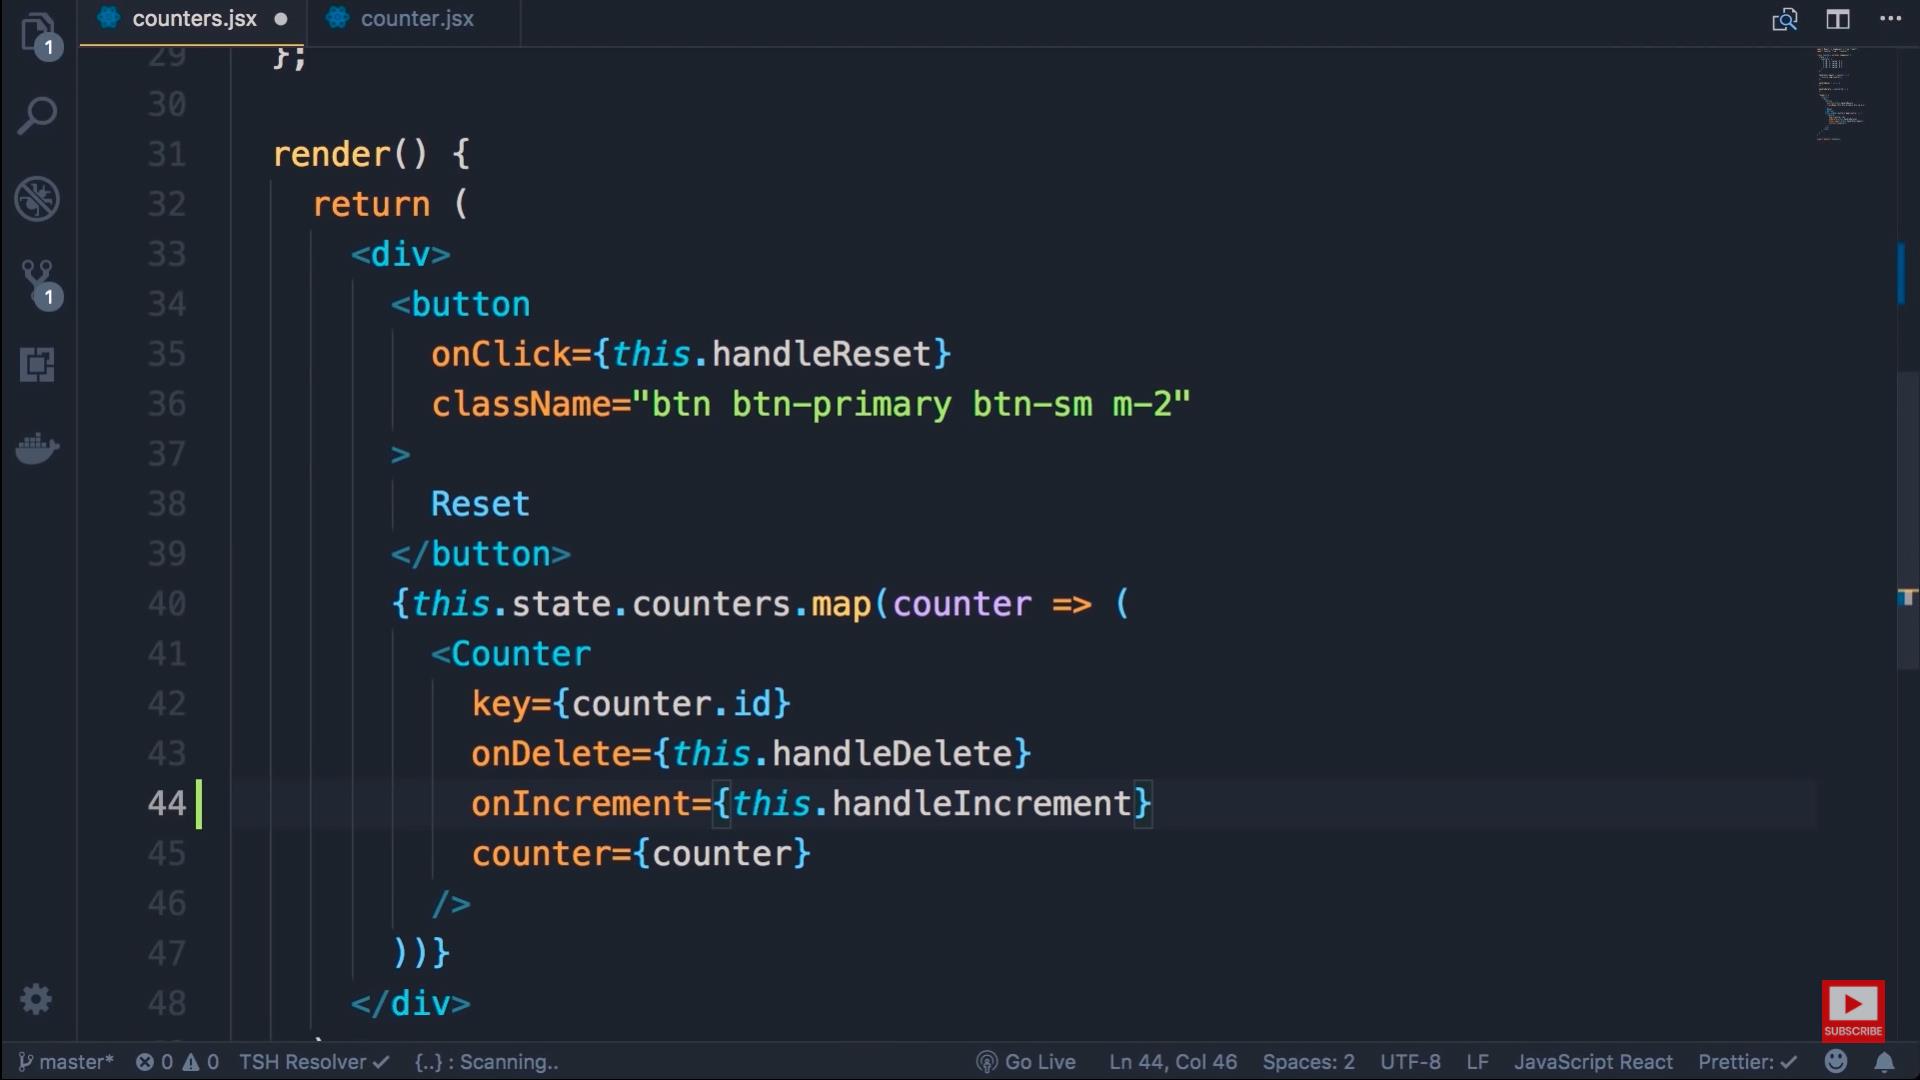 counters.jsx
counter.jsx
1
29 };
30
31 render() {
32 return (
33 <div>
34 <button
35 onClick={this.handleReset}
36 className="btn btn-primary btn-sm m-2"
37 >
38 Reset
39 </button>
40 {this.state.counters.map(counter => (
41 <Counter
42 key={counter.id}
43 onDelete={this.handleDelete}
44 onIncrement={this.handleIncrement}
45 counter={counter}
46 />
47 ))}
48 </div>
1
SUBSCRIBE
master* 0 0 TSH Resolver ✓ {..} : Scanning.. Go Live Ln 44, Col 46 Spaces: 2 UTF-8 LF JavaScript React Prettier: ✓